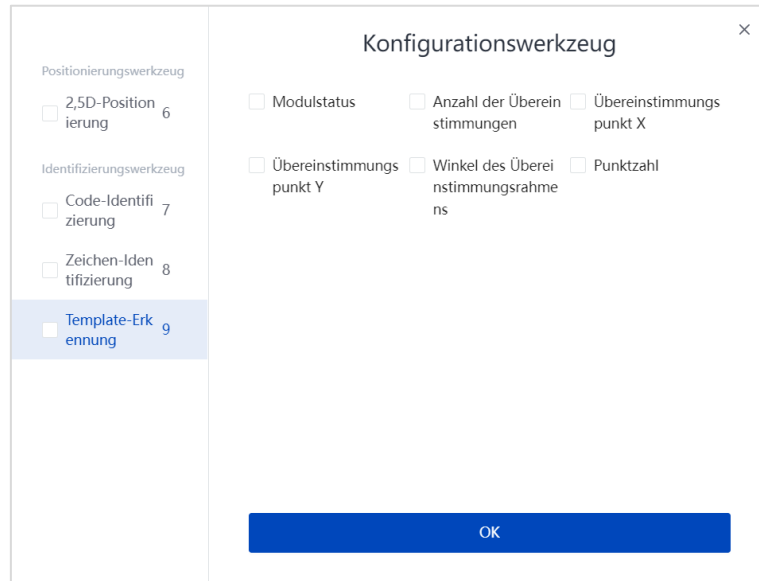 Konfigurationswerkzeug
×
Positionierungswerkzeug
2,5D-Position
ierung
6
Identifizierungswerkzeug
Code-Identifi
zierung
7
Zeichen-Iden
tifizierung
8
Template-Erk
ennung
9
Modulstatus
Anzahl der Überein
stimmungen
Übereinstimmungs
punkt X
Übereinstimmungs
punkt Y
Winkel des Überei
nstimmungsrahme
ns
Punktzahl
OK